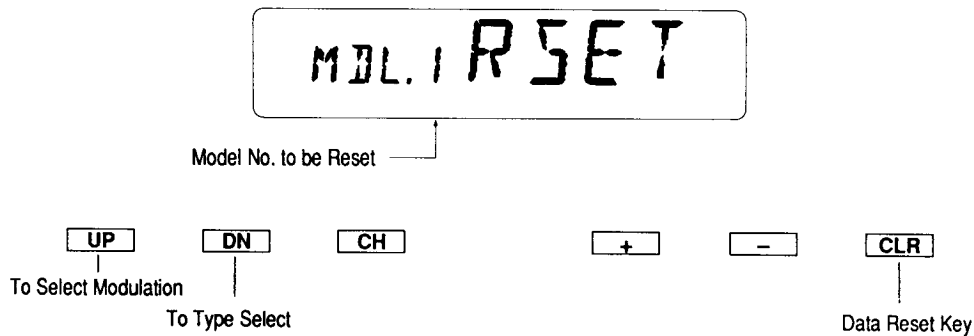 MDL.1 RSET
Model No. to be Reset
UP DN CH + − CLR
To Select Modulation
To Type Select Data Reset Key